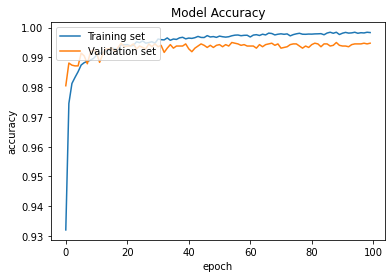 Model Accuracy
Training set
Validation set
1.00
0.99
0.98
0.97
0.96
0.95
0.94
0.93
accuracy
0 20 40 60 80 100
epoch